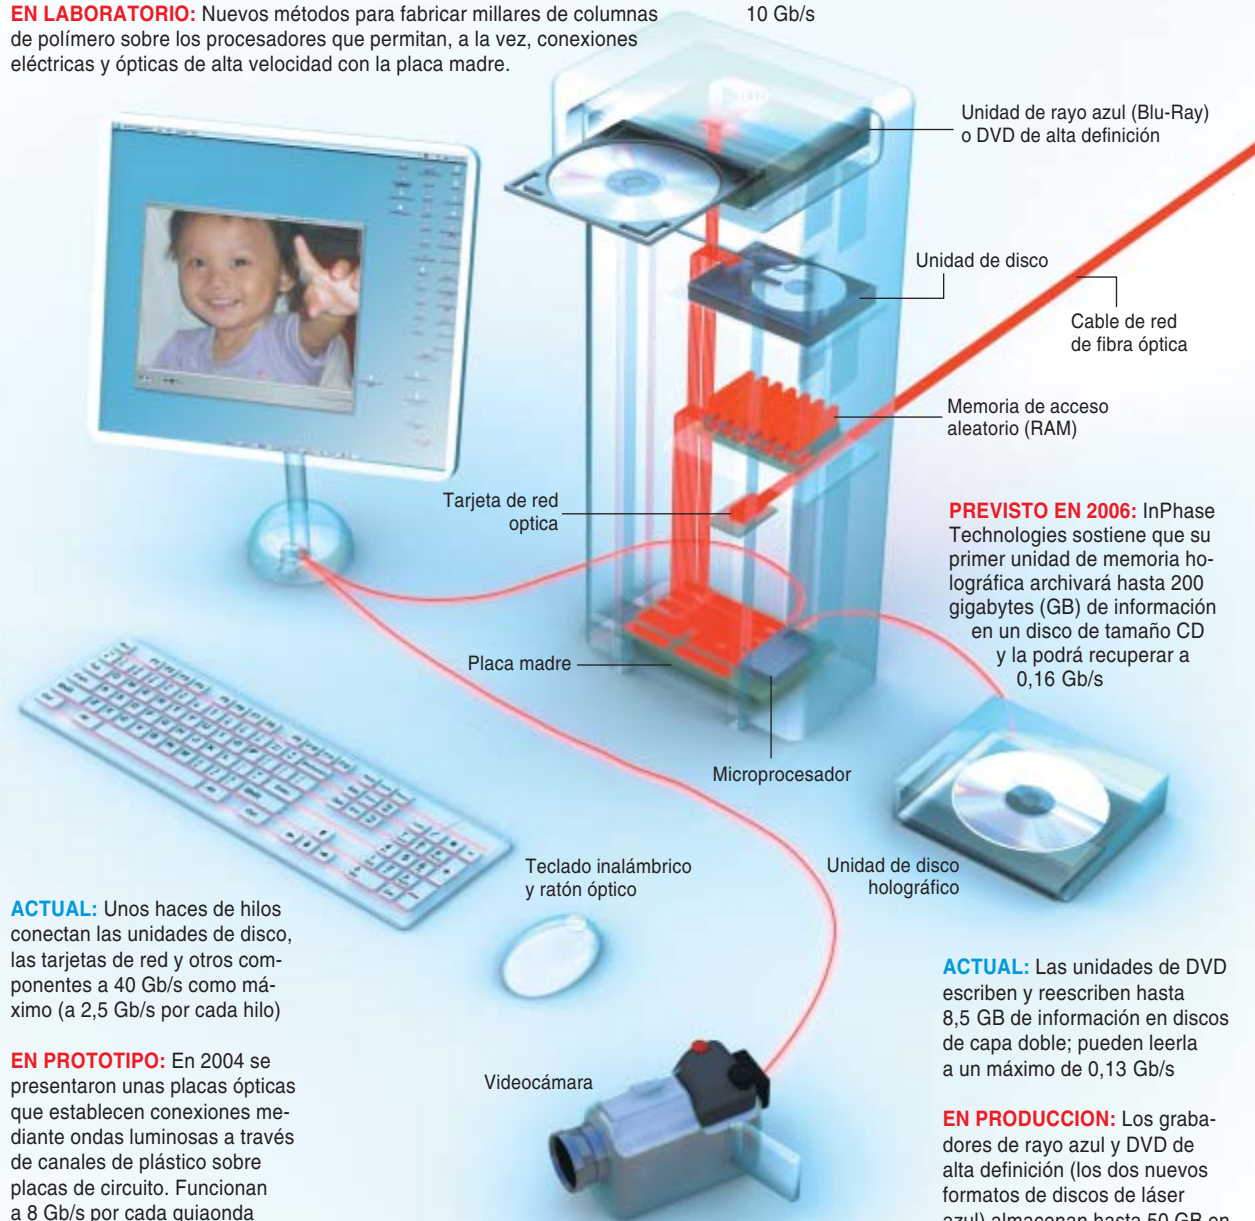 EN LABORATORIO: Nuevos métodos para fabricar millares de columnas
de polímero sobre los procesadores que permitan, a la vez, conexiones
eléctricas y ópticas de alta velocidad con la placa madre.
10 Gb/s
Unidad de rayo azul (Blu-Ray)
o DVD de alta definición
Unidad de disco
Cable de red
de fibra óptica
Memoria de acceso
aleatorio (RAM)
Tarjeta de red
optica
PREVISTO EN 2006: InPhase
Technologies sostiene que su
primer unidad de memoria ho-
lográfica archivará hasta 200
gigabytes (GB) de información
en un disco de tamaño CD
y la podrá recuperar a
0,16 Gb/s
Placa madre
Microprocesador
Teclado inalámbrico
y ratón óptico
Unidad de disco
holográfico
ACTUAL: Unos haces de hilos
conectan las unidades de disco,
las tarjetas de red y otros com-
ponentes a 40 Gb/s como má-
ximo (a 2,5 Gb/s por cada hilo)
EN PROTOTIPO: En 2004 se
presentaron unas placas ópticas
que establecen conexiones me-
diante ondas luminosas a través
de canales de plástico sobre
placas de circuito. Funcionan
a 8 Gb/s por cada guiaonda
Videocámara
ACTUAL: Las unidades de DVD
escriben y reescriben hasta
8,5 GB de información en discos
de capa doble; pueden leerla
a un máximo de 0,13 Gb/s
EN PRODUCCION: Los graba-
dores de rayo azul y DVD de
alta definición (los dos nuevos
formatos de discos de láser
azul) almacenan hasta 50 GB en